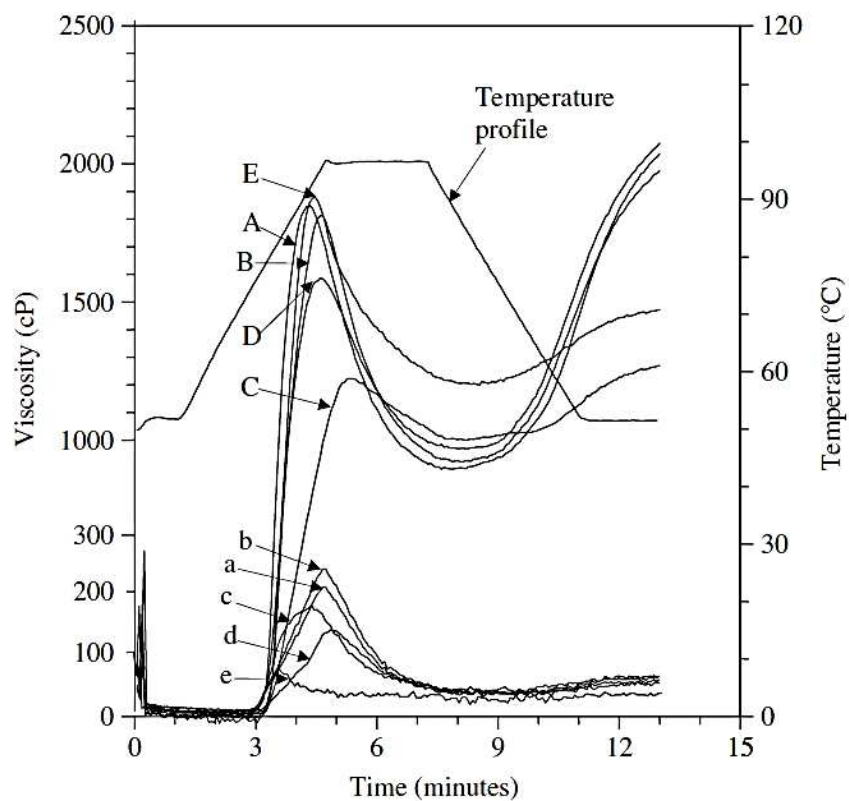 2500
2000
1500
1000
300
200
100
0
Viscosity (cP)
120
90
60
30
0
Temperature (°C)
Temperature
profile
E
A
B
D
C
b
a
c
d
e
0
3
6
9
12
15
Time (minutes)